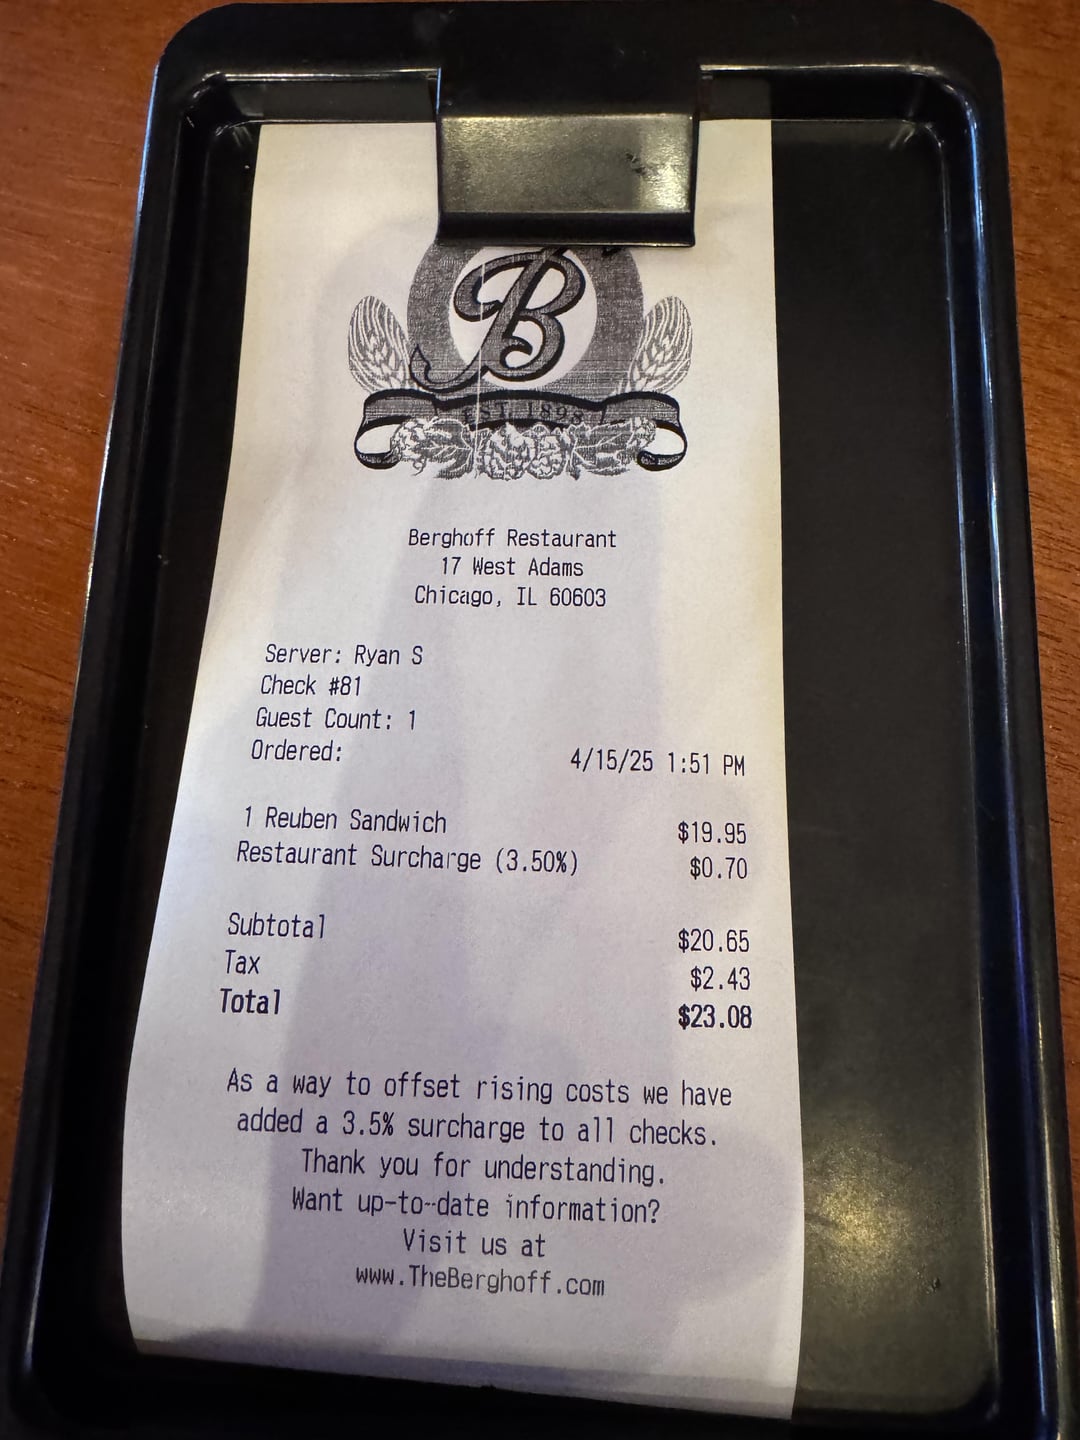 B
EST 1898
Berghoff Restaurant
17 West Adams
Chicago, IL 60603
Server: Ryan S
Check #81
Guest Count: 1
Ordered: 4/15/25 1:51 PM
1 Reuben Sandwich $19.95
Restaurant Surcharge (3.50%) $0.70
Subtotal $20.65
Tax $2.43
Total $23.08
As a way to offset rising costs we have
added a 3.5% surcharge to all checks.
Thank you for understanding.
Want up-to-date information?
Visit us at
www.TheBerghoff.com